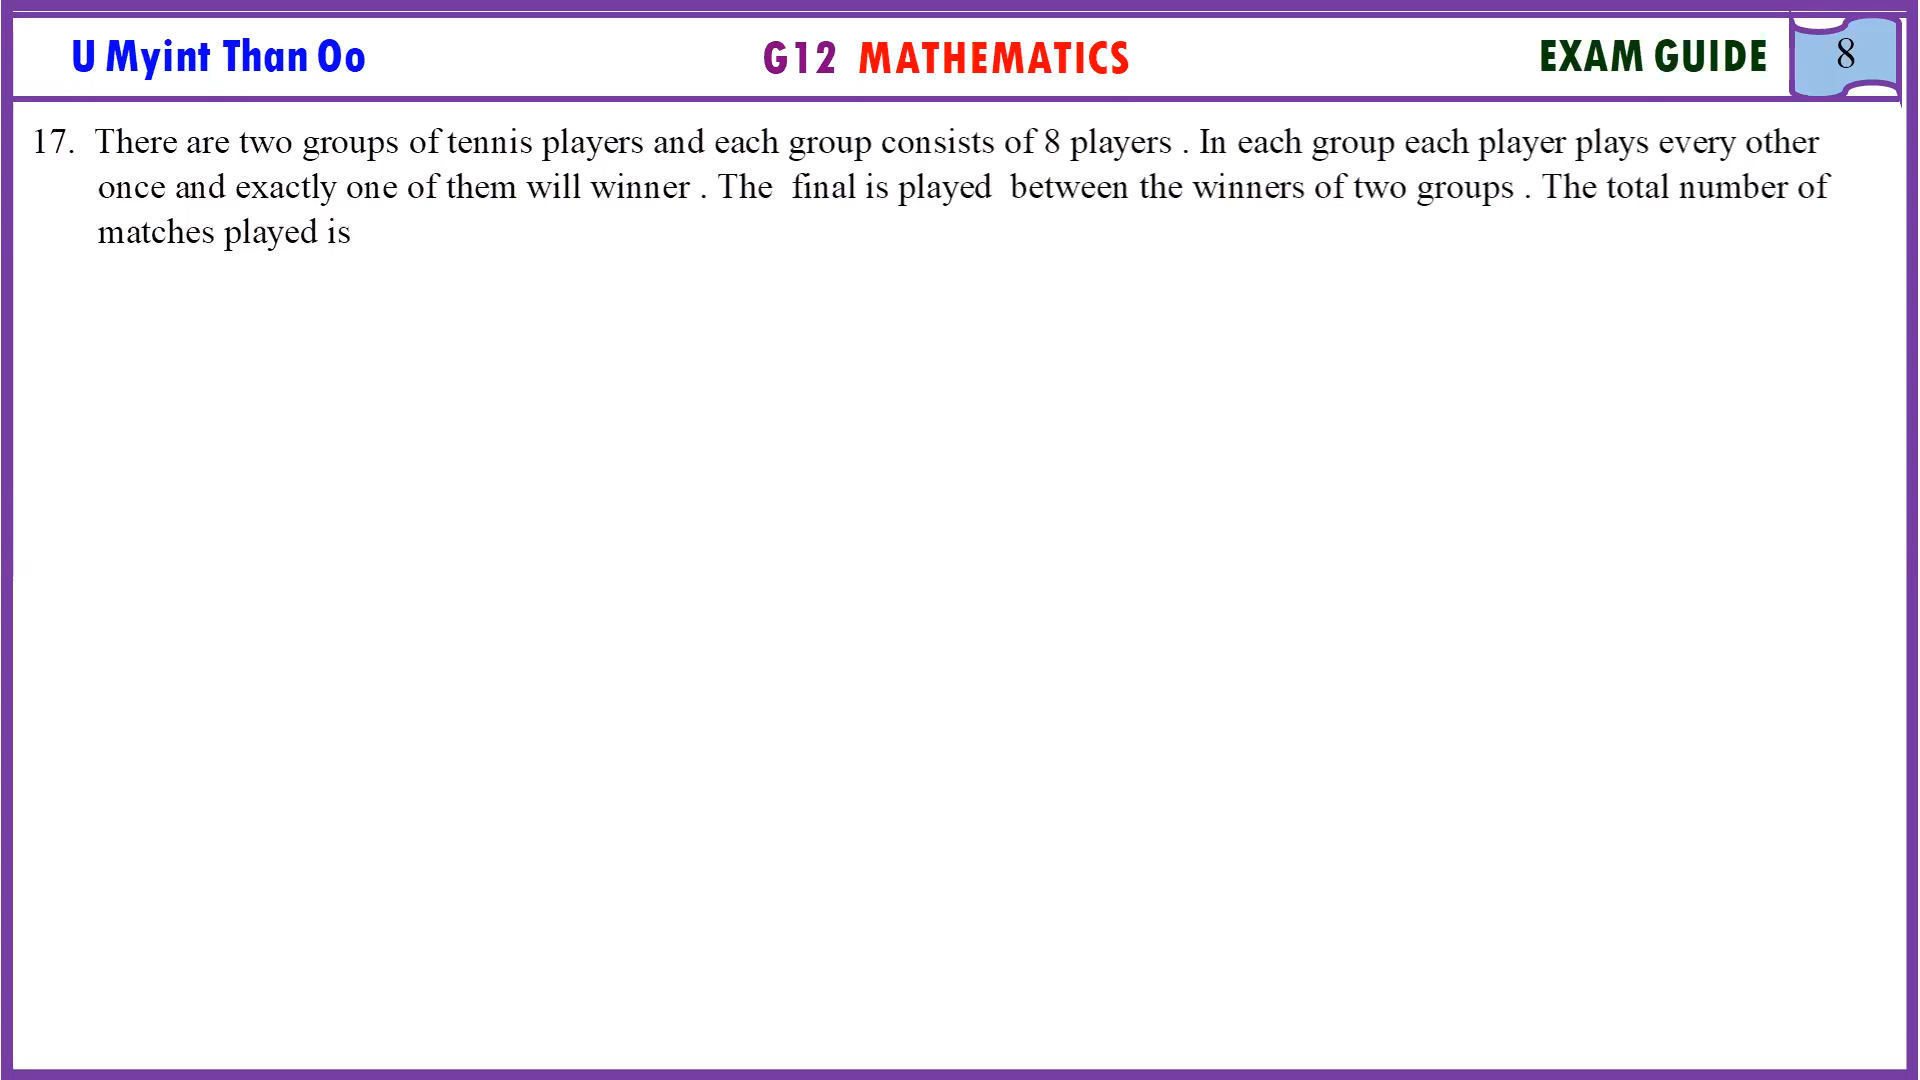 U Myint Than Oo
G12 MATHEMATICS
EXAM GUIDE
8
17. There are two groups of tennis players and each group consists of 8 players . In each group each player plays every other
once and exactly one of them will winner . The final is played between the winners of two groups . The total number of
matches played is